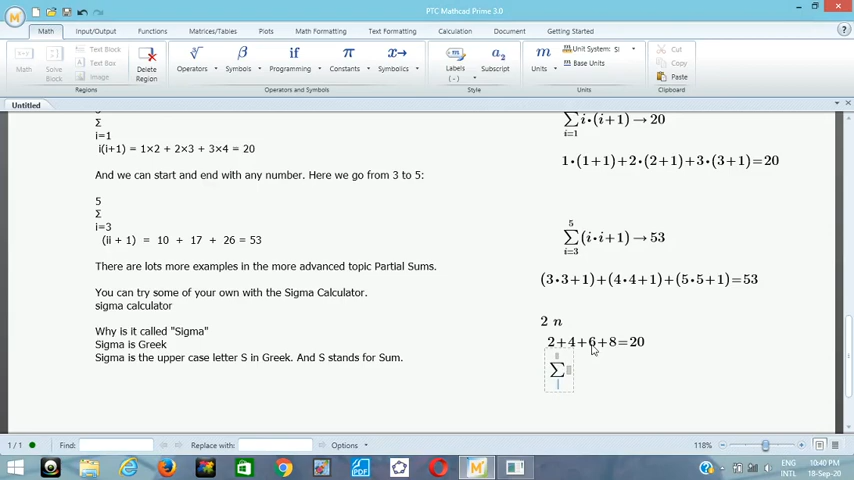 PTC Mathcad Prime 3.0
Math Input/Output Functions Matrices/Tables Plots Math Formatting Text Formatting Calculation Document Getting Started
Math Solve Block Text Block Text Box Image Delete Region Operators Symbols Programming Constants Symbolics Labels (-) Subscript Units Unit System: SI Base Units Cut Copy Paste
Regions Operators and Symbols Style Units Clipboard
Untitled
Σ
i=1
i(i+1) = 1×2 + 2×3 + 3×4 = 20
And we can start and end with any number. Here we go from 3 to 5:
5
Σ
i=3
(ii + 1) = 10 + 17 + 26 = 53
There are lots more examples in the more advanced topic Partial Sums.
You can try some of your own with the Sigma Calculator.
sigma calculator
Why is it called "Sigma"
Sigma is Greek
Sigma is the upper case letter S in Greek. And S stands for Sum.
∑ i·(i+1) → 20
i=1
1·(1+1)+2·(2+1)+3·(3+1)=20
5
∑ (i·i+1) → 53
i=3
(3·3+1)+(4·4+1)+(5·5+1)=53
2 n
2+4+6+8=20
∑
1 / 1 Find: Replace with: Options 118%
ENG INTL 10:40 PM 18-Sep-20